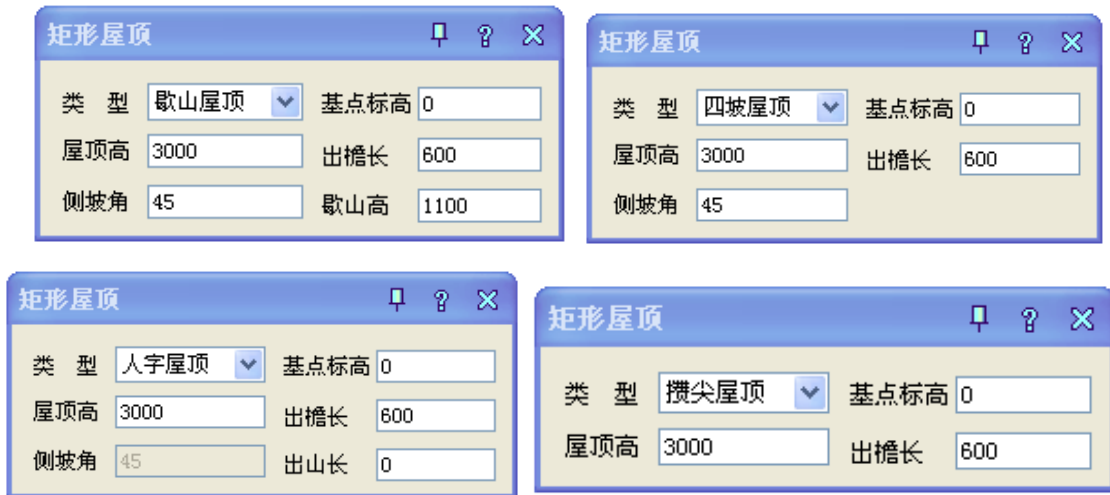 矩形屋顶
类 型 歇山屋顶 基点标高 0
屋顶高 3000 出檐长 600
侧坡角 45 歇山高 1100
矩形屋顶
类 型 四坡屋顶 基点标高 0
屋顶高 3000 出檐长 600
侧坡角 45
矩形屋顶
类 型 人字屋顶 基点标高 0
屋顶高 3000 出檐长 600
侧坡角 45 出山长 0
矩形屋顶
类 型 攒尖屋顶 基点标高 0
屋顶高 3000 出檐长 600